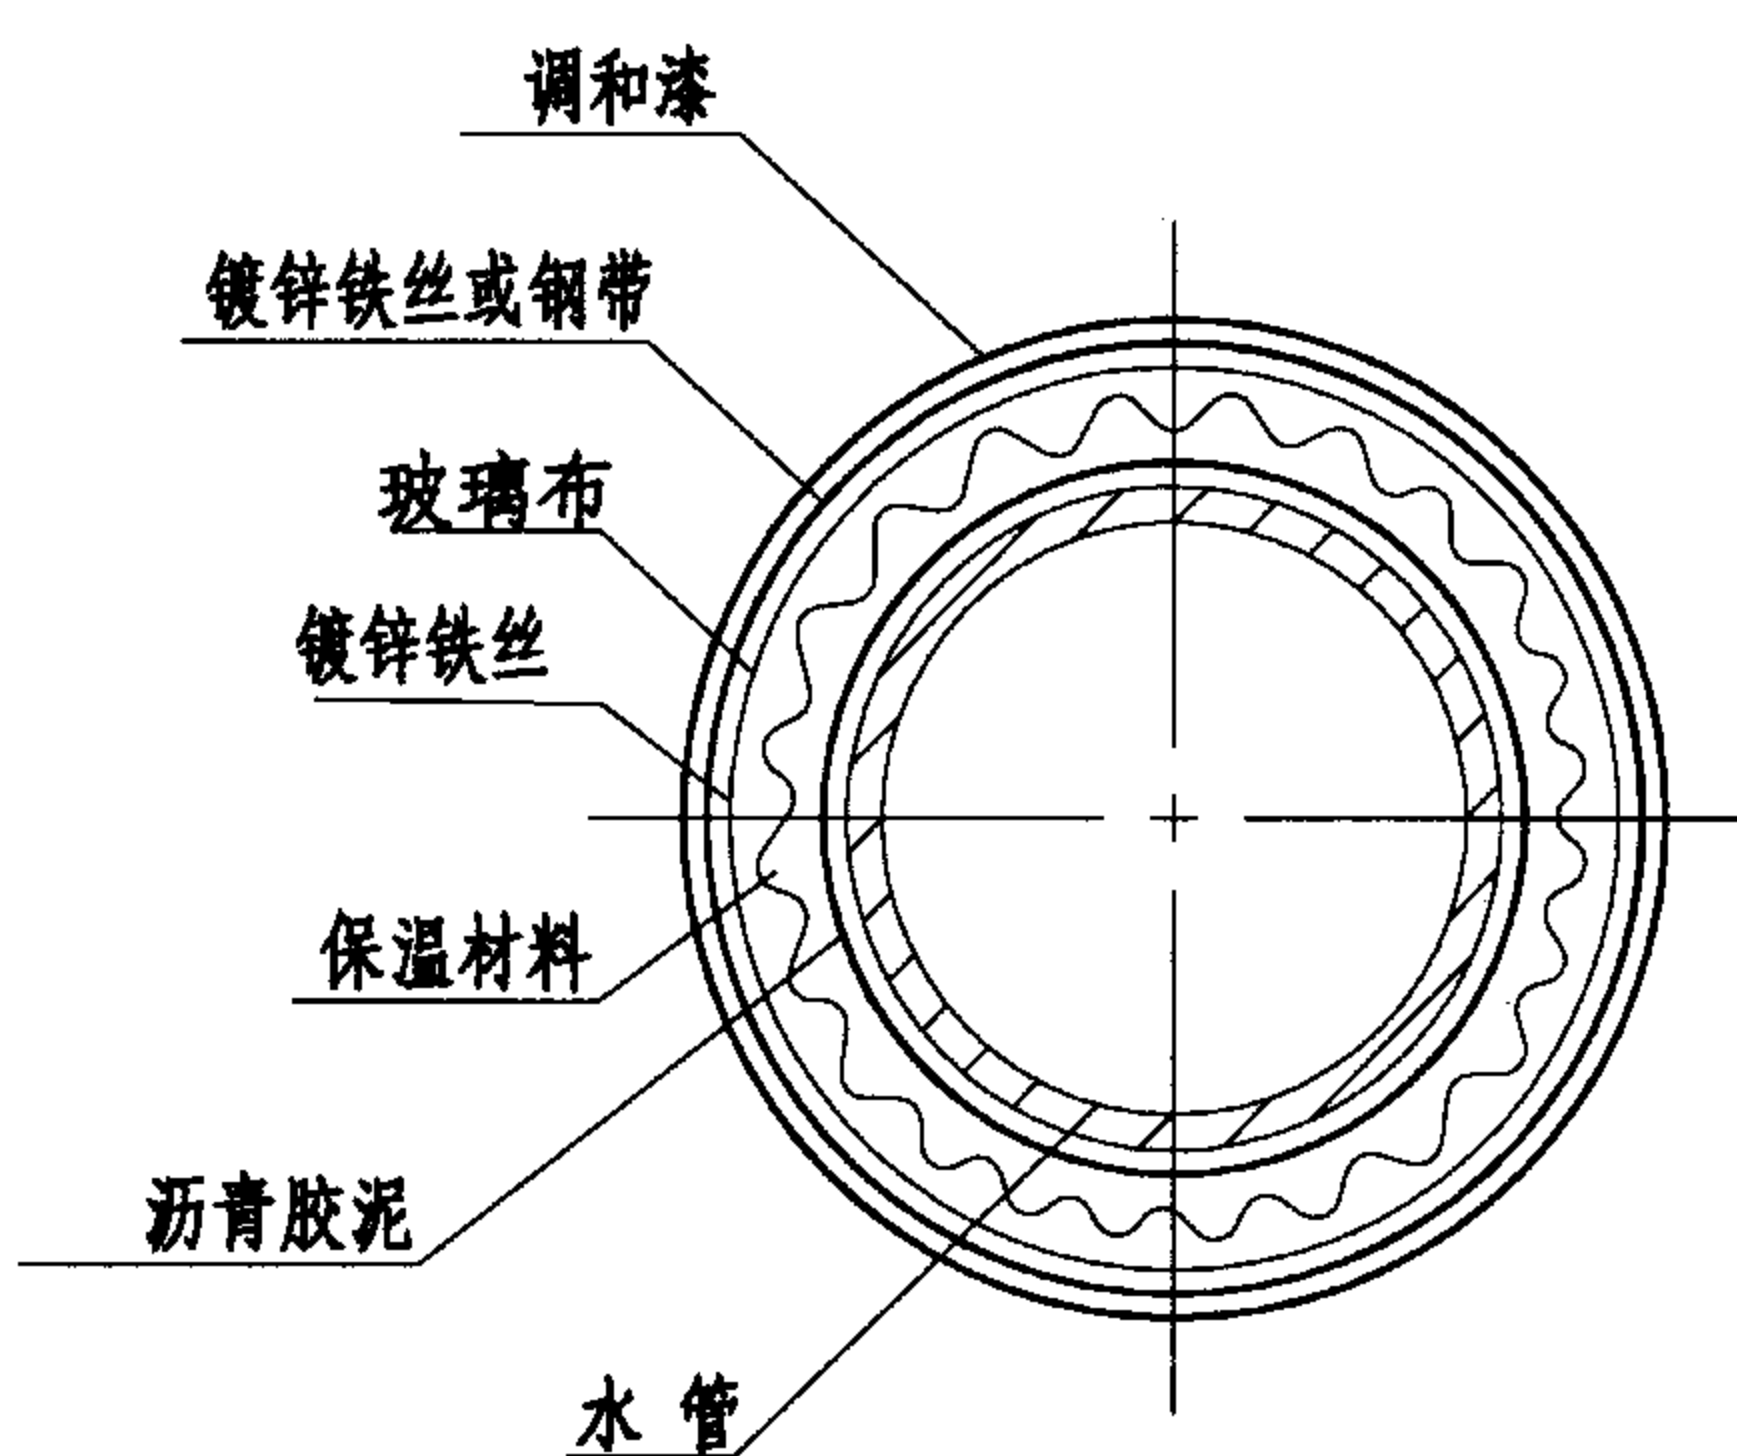 调和漆
镀锌铁丝或钢带
玻璃布
镀锌铁丝
保温材料
沥青胶泥
水管